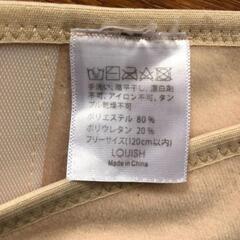 手洗い、陰干し、漂白剤
不可、アイロン不可、タン
ブル乾燥不可
ポリエステル 80%
ポリウレタン 20%
フリーサイズ(120cm以内)
LOUISH
Made in China